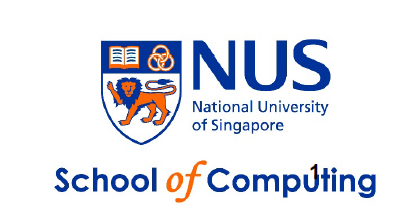 NUS
National University
of Singapore
School of Computing
1